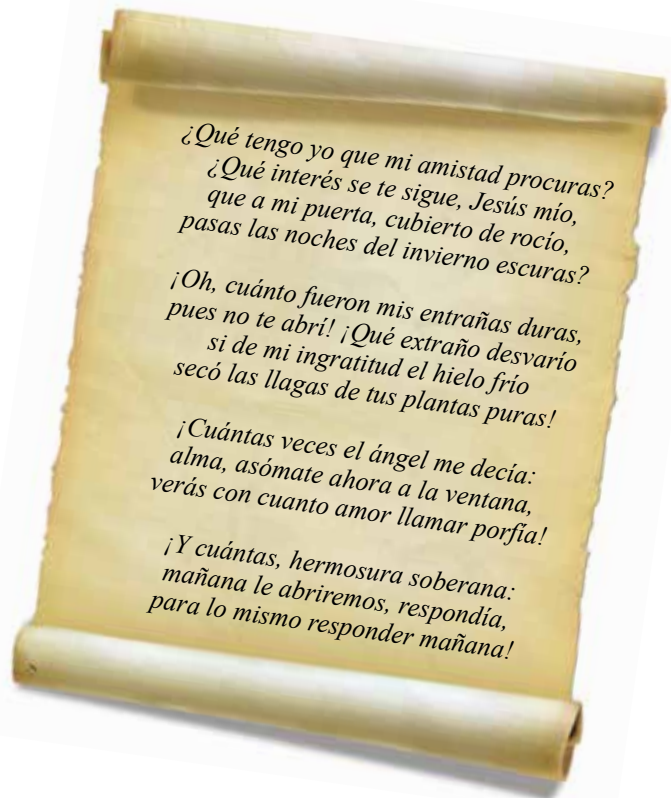 ¿Qué tengo yo que mi amistad procuras?
¿Qué interés se te sigue, Jesús mío,
que a mi puerta, cubierto de rocío,
pasas las noches del invierno escuras?
¡Oh, cuánto fueron mis entrañas duras,
pues no te abrí! ¡Qué extraño desvarío
si de mi ingratitud el hielo frío
secó las llagas de tus plantas puras!
¡Cuántas veces el ángel me decía:
alma, asómate ahora a la ventana,
verás con cuanto amor llamar porfía!
¡Y cuántas, hermosura soberana:
mañana le abriremos, respondía,
para lo mismo responder mañana!